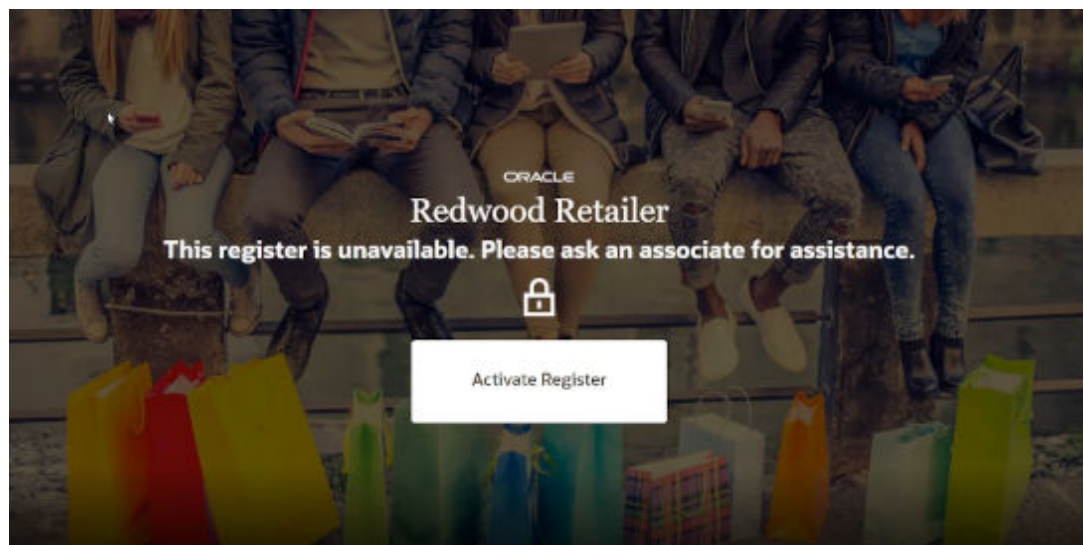 ORACLE
Redwood Retailer
This register is unavailable. Please ask an associate for assistance.
Activate Register